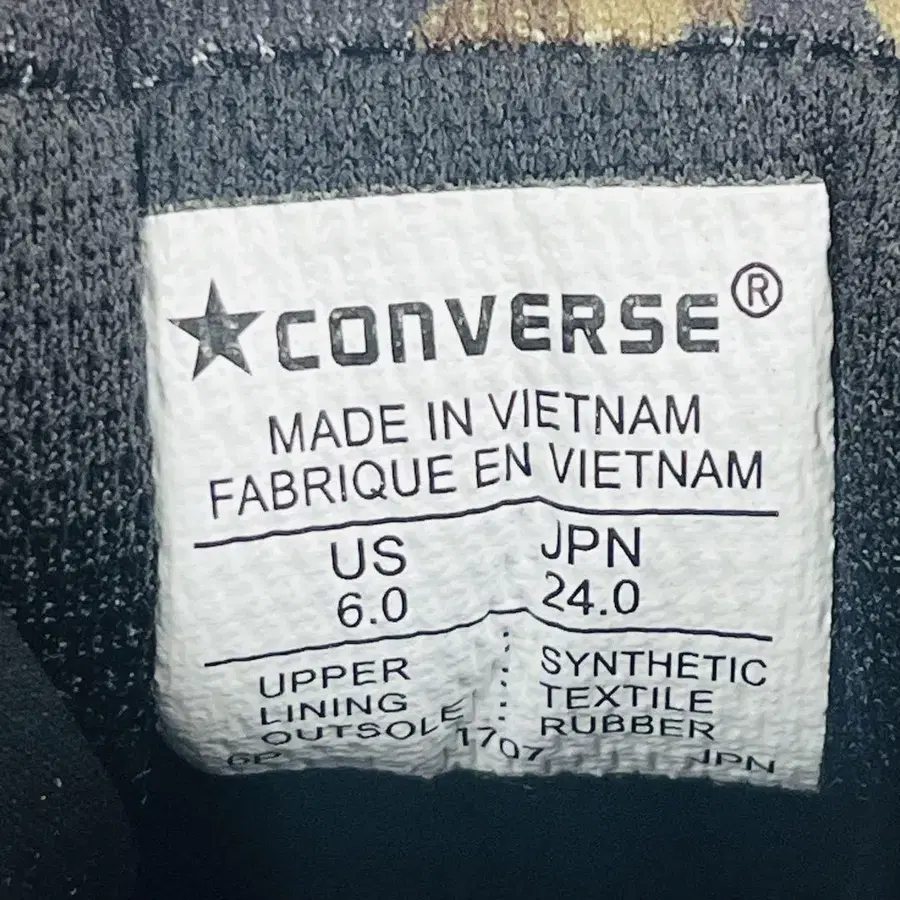 ★CONVERSE®
MADE IN VIETNAM
FABRIQUE EN VIETNAM
US JPN
6.0 24.0
UPPER : SYNTHETIC
LINING : TEXTILE
OUTSOLE : RUBBER
6P 1707 JPN